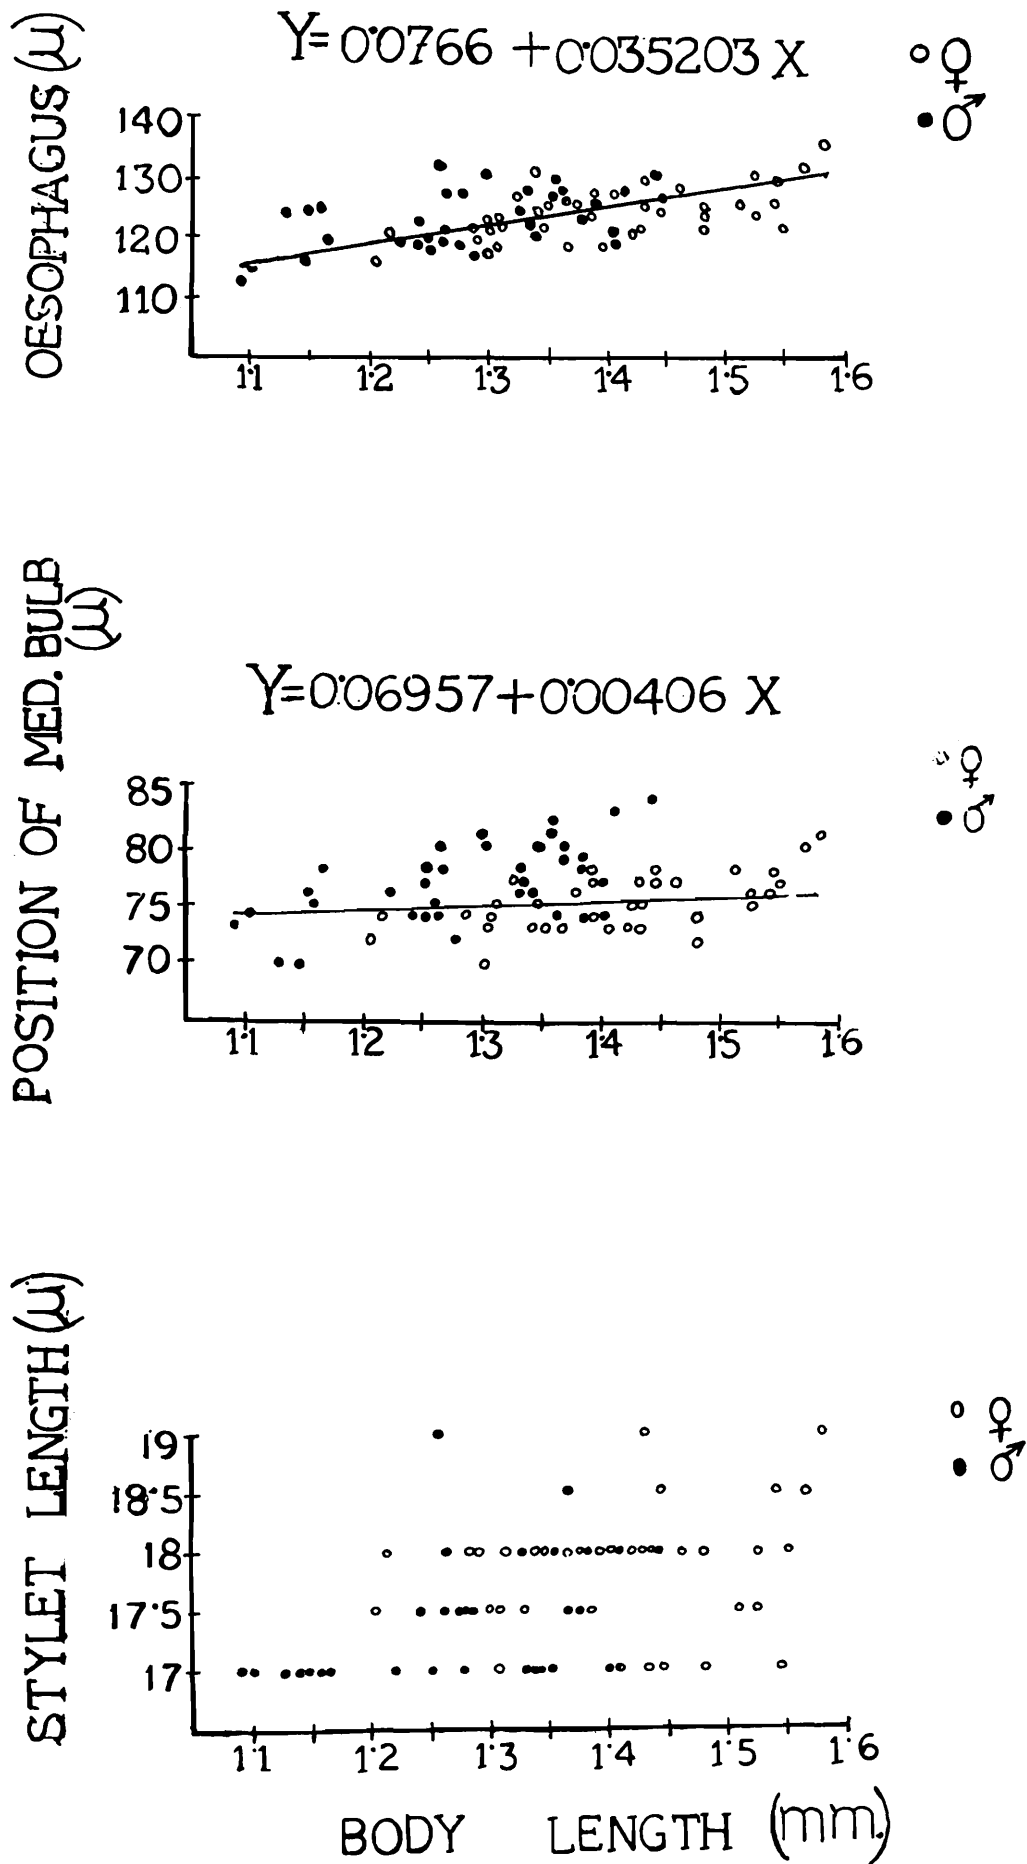 OESOPHAGUS (μ)
Y= 0·0766 + 0·035203 X
○ ♀
● ♂
140
130
120
110
1·1 1·2 1·3 1·4 1·5 1·6
POSITION OF MED. BULB
(μ)
Y=0·06957+0·00406 X
○ ♀
● ♂
85
80
75
70
1·1 1·2 1·3 1·4 1·5 1·6
STYLET LENGTH (μ)
○ ♀
● ♂
19
18·5
18
17·5
17
1·1 1·2 1·3 1·4 1·5 1·6
BODY LENGTH (mm.)